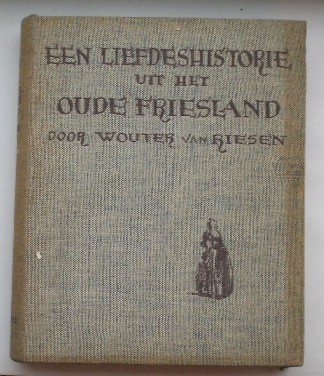 EEN LIEFDESHISTORIE
UIT HET
OUDE FRIESLAND
DOOR WOUTER VAN RIESEN